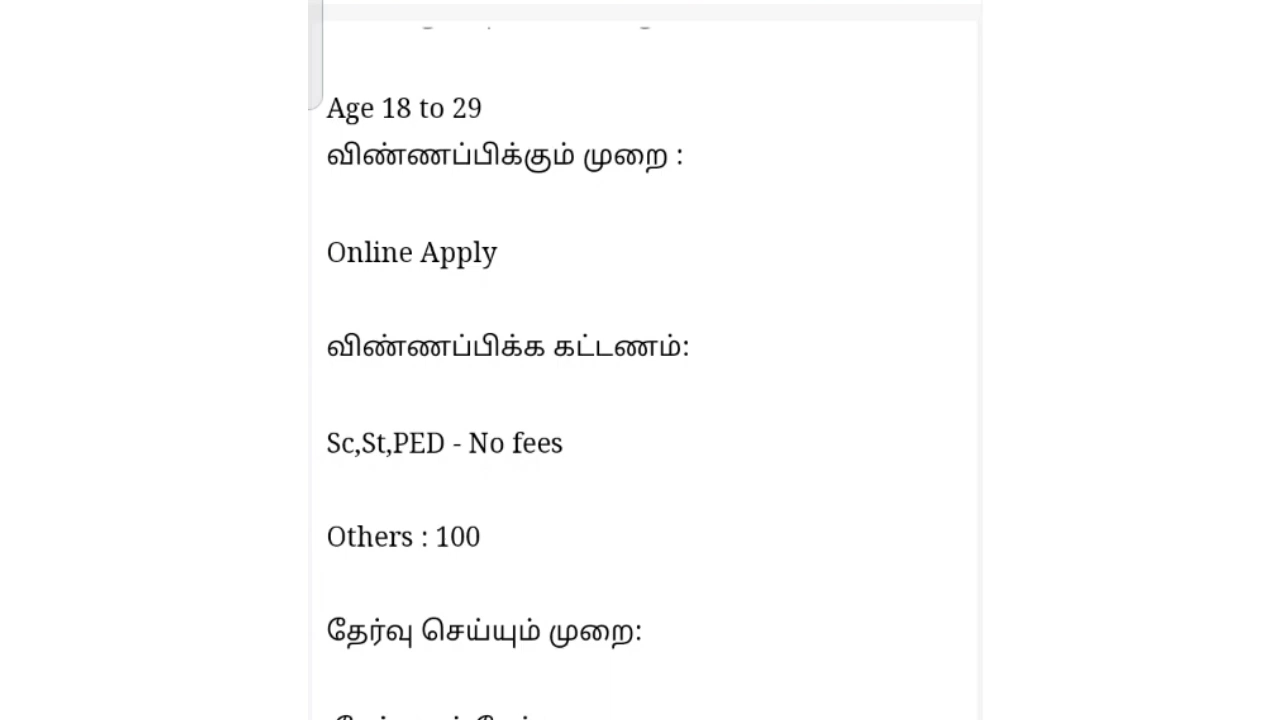 Age 18 to 29
விண்ணப்பிக்கும் முறை :
Online Apply
விண்ணப்பிக்க கட்டணம்:
Sc,St,PED - No fees
Others : 100
தேர்வு செய்யும் முறை: